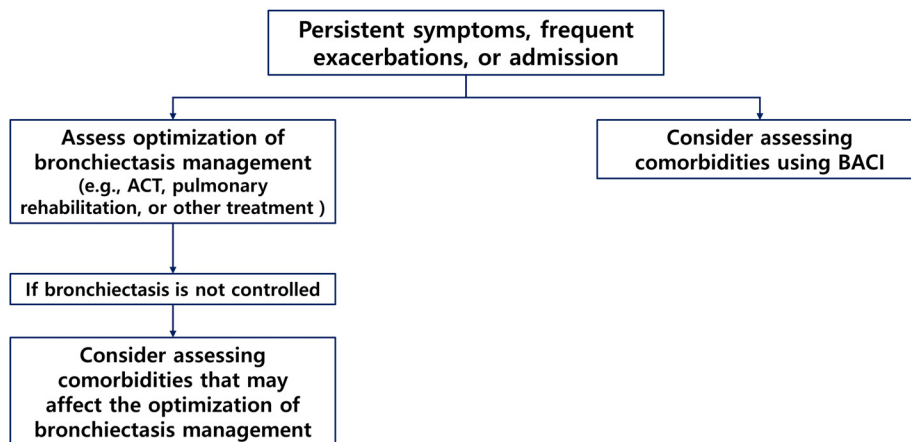 Persistent symptoms, frequent
exacerbations, or admission
Assess optimization of
bronchiectasis management
(e.g., ACT, pulmonary
rehabilitation, or other treatment )
Consider assessing
comorbidities using BACI
If bronchiectasis is not controlled
Consider assessing
comorbidities that may
affect the optimization of
bronchiectasis management